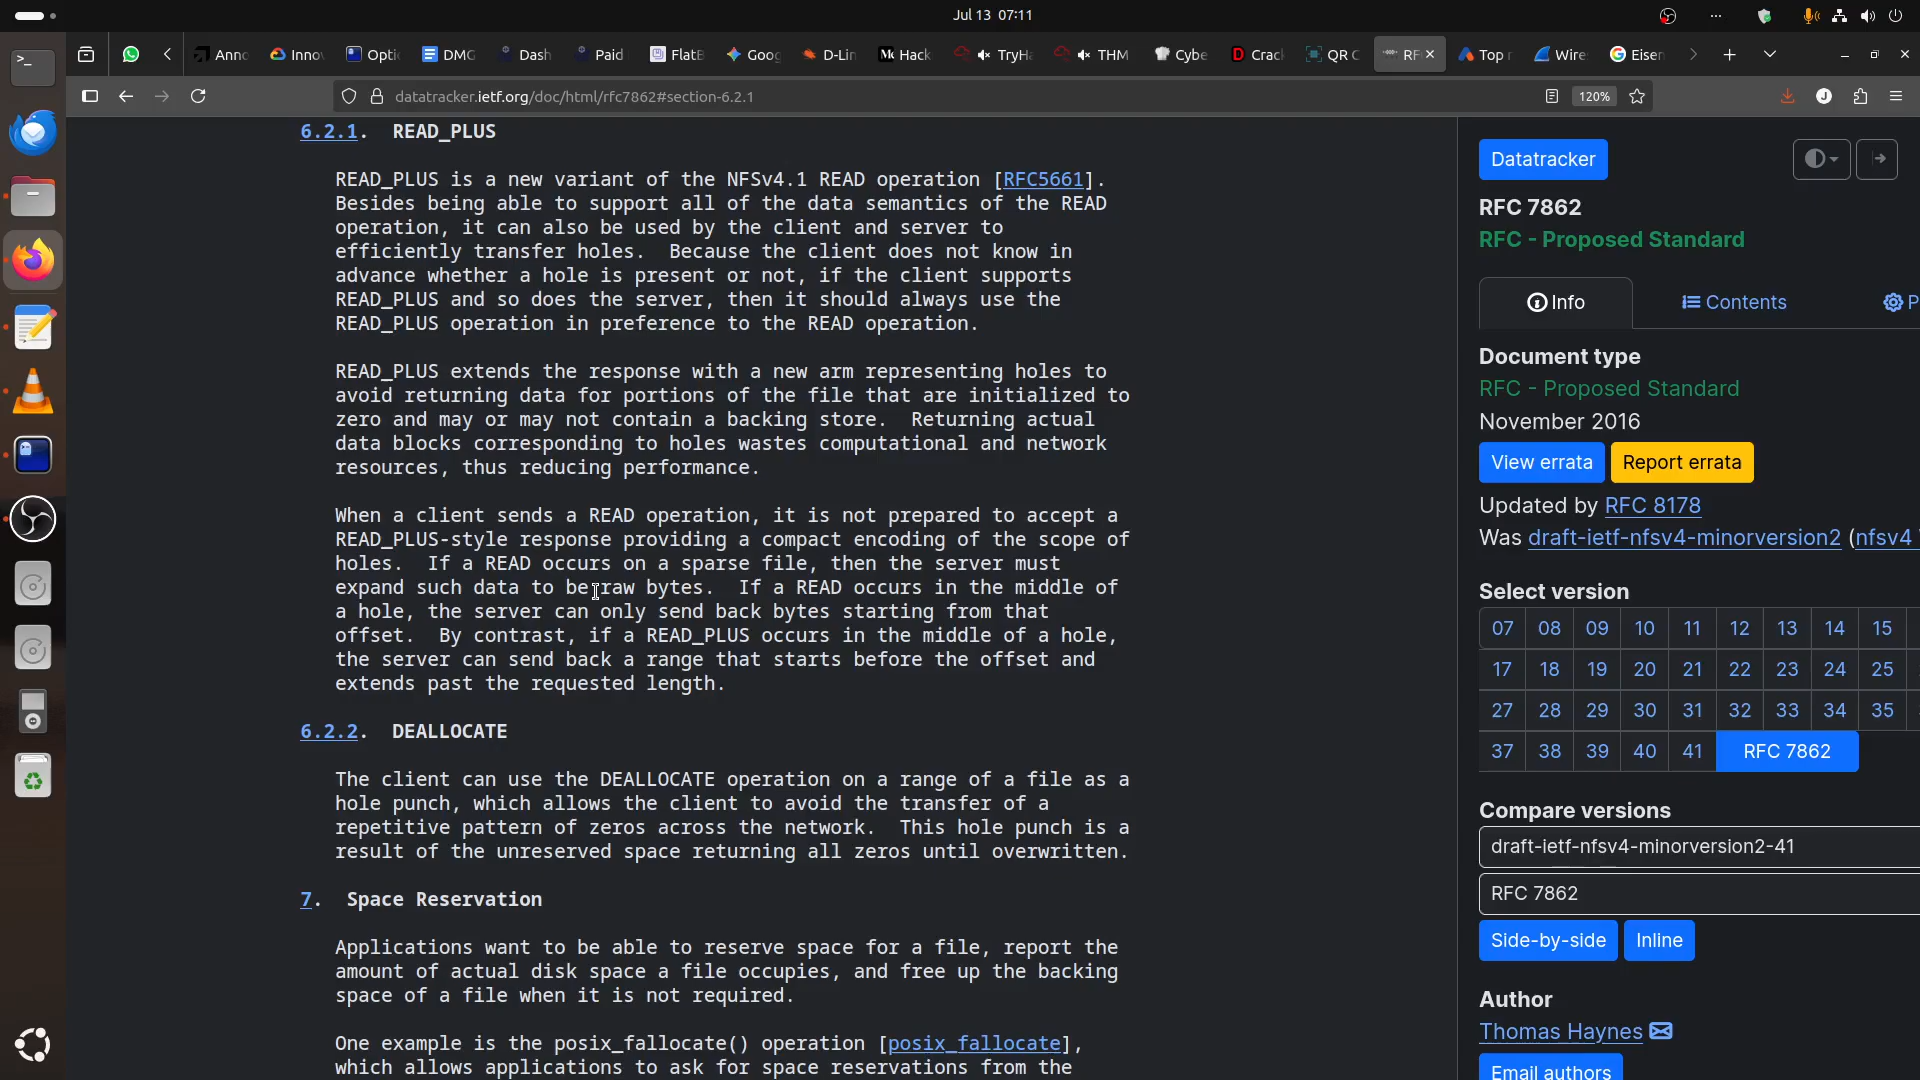 Jul 13 07:11
Anno
Inno
Opti
DMG
Dash
Paid
FlatB
Goog
D-Lin
Hack
TryHa
THM
Cybe
Crac
QR C
RF
Top
Wire
Eisen
datatracker.ietf.org/doc/html/rfc7862#section-6.2.1
120%
6.2.1. READ_PLUS
READ_PLUS is a new variant of the NFSv4.1 READ operation [RFC5661].
Besides being able to support all of the data semantics of the READ
operation, it can also be used by the client and server to
efficiently transfer holes. Because the client does not know in
advance whether a hole is present or not, if the client supports
READ_PLUS and so does the server, then it should always use the
READ_PLUS operation in preference to the READ operation.
READ_PLUS extends the response with a new arm representing holes to
avoid returning data for portions of the file that are initialized to
zero and may or may not contain a backing store. Returning actual
data blocks corresponding to holes wastes computational and network
resources, thus reducing performance.
When a client sends a READ operation, it is not prepared to accept a
READ_PLUS-style response providing a compact encoding of the scope of
holes. If a READ occurs on a sparse file, then the server must
expand such data to be raw bytes. If a READ occurs in the middle of
a hole, the server can only send back bytes starting from that
offset. By contrast, if a READ_PLUS occurs in the middle of a hole,
the server can send back a range that starts before the offset and
extends past the requested length.
6.2.2. DEALLOCATE
The client can use the DEALLOCATE operation on a range of a file as a
hole punch, which allows the client to avoid the transfer of a
repetitive pattern of zeros across the network. This hole punch is a
result of the unreserved space returning all zeros until overwritten.
7. Space Reservation
Applications want to be able to reserve space for a file, report the
amount of actual disk space a file occupies, and free up the backing
space of a file when it is not required.
One example is the posix_fallocate() operation [posix_fallocate],
which allows applications to ask for space reservations from the
Datatracker
RFC 7862
RFC - Proposed Standard
Info
Contents
P
Document type
RFC - Proposed Standard
November 2016
View errata
Report errata
Updated by RFC 8178
Was draft-ietf-nfsv4-minorversion2 (nfsv4
Select version
07 08 09 10 11 12 13 14 15
17 18 19 20 21 22 23 24 25
27 28 29 30 31 32 33 34 35
37 38 39 40 41 RFC 7862
Compare versions
draft-ietf-nfsv4-minorversion2-41
RFC 7862
Side-by-side
Inline
Author
Thomas Haynes
Email authors